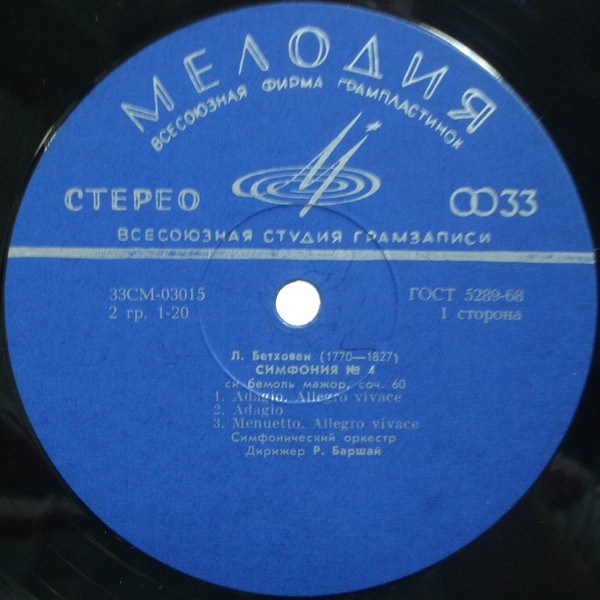 МЕЛОДИЯ
ВСЕСОЮЗНАЯ ФИРМА ГРАМПЛАСТИНОК
СТЕРЕО 33
ВСЕСОЮЗНАЯ СТУДИЯ ГРАМЗАПИСИ
33СМ-03015 ГОСТ 5289-68
2 гр. 1-20 1 сторона
Л. Бетховен (1770—1827)
СИМФОНИЯ № 4
си бемоль мажор, соч. 60
1. Adagio. Allegro vivace
2. Adagio
3. Menuetto. Allegro vivace
Симфонический оркестр
Дирижер Р. Баршай